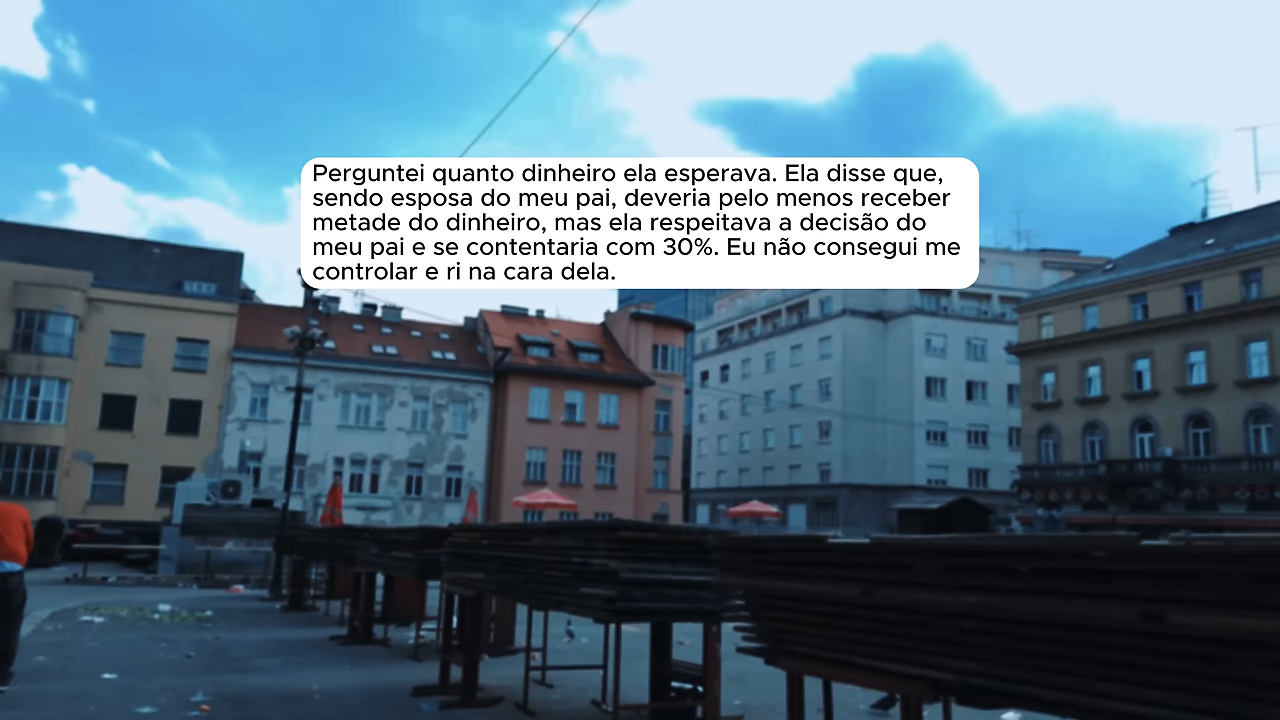 Perguntei quanto dinheiro ela esperava. Ela disse que,
sendo esposa do meu pai, deveria pelo menos receber
metade do dinheiro, mas ela respeitava a decisão do
meu pai e se contentaria com 30%. Eu não consegui me
controlar e ri na cara dela.